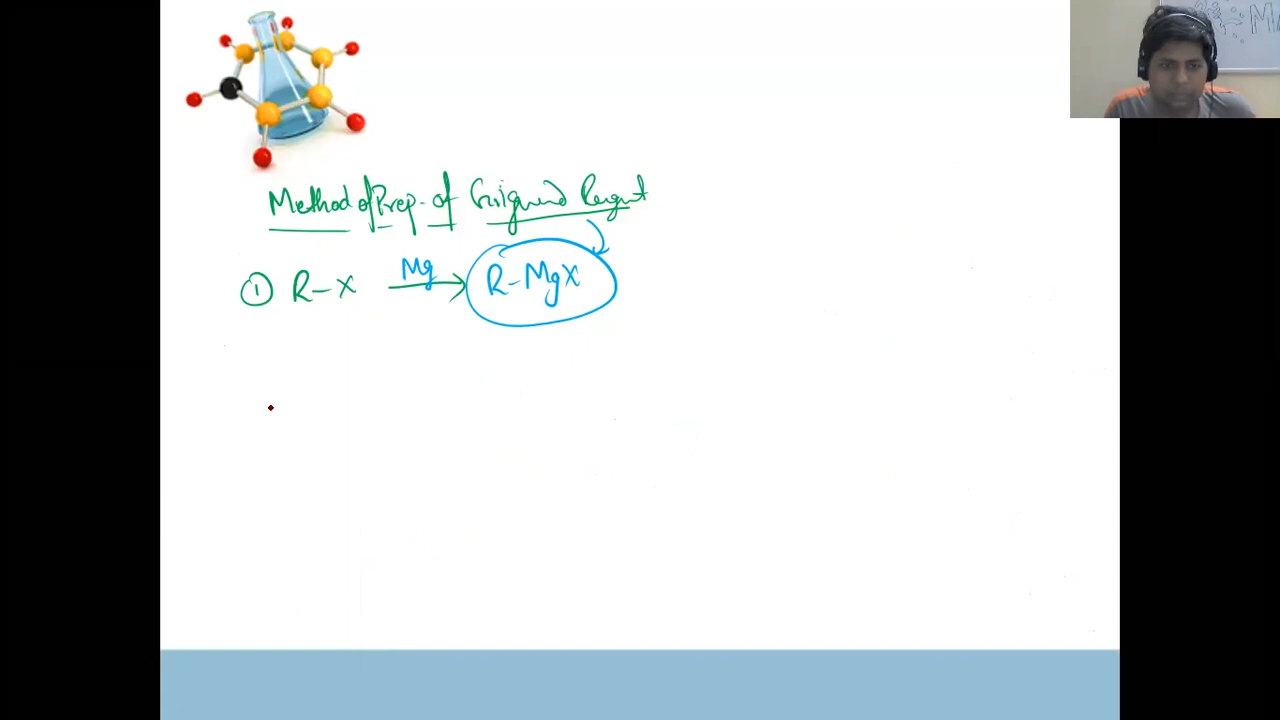 Method of Prep. of Grignard Reagent
① R-X Mg → R-MgX